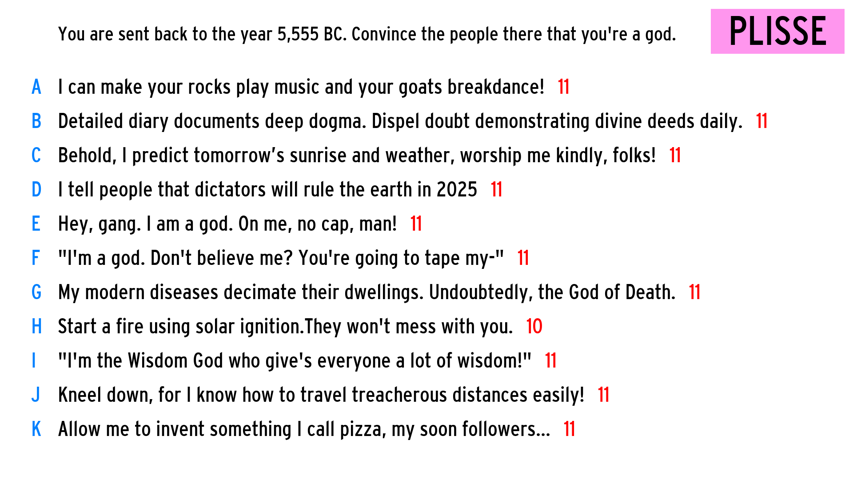 You are sent back to the year 5,555 BC. Convince the people there that you're a god.
PLISSE
A I can make your rocks play music and your goats breakdance! 11
B Detailed diary documents deep dogma. Dispel doubt demonstrating divine deeds daily. 11
C Behold, I predict tomorrow's sunrise and weather, worship me kindly, folks! 11
D I tell people that dictators will rule the earth in 2025 11
E Hey, gang. I am a god. On me, no cap, man! 11
F "I'm a god. Don't believe me? You're going to tape my-" 11
G My modern diseases decimate their dwellings. Undoubtedly, the God of Death. 11
H Start a fire using solar ignition.They won't mess with you. 10
I "I'm the Wisdom God who give's everyone a lot of wisdom!" 11
J Kneel down, for I know how to travel treacherous distances easily! 11
K Allow me to invent something I call pizza, my soon followers... 11